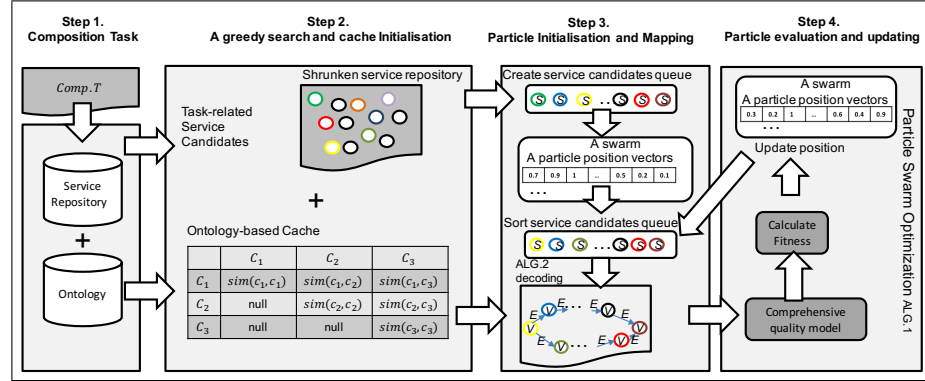 Step 1.
Composition Task
Step 2.
A greedy search and cache Initialisation
Step 3.
Particle Initialisation and Mapping
Step 4.
Particle evaluation and updating
Comp.T
Service
Repository
+
Ontology
Shrunken service repository
Task-related
Service
Candidates
+
Ontology-based Cache
C1 C2 C3
C1 sim(c1,c1) sim(c1,c2) sim(c1,c3)
C2 null sim(c2,c2) sim(c2,c3)
C3 null null sim(c3,c3)
Create service candidates queue
S S S ... S S S
A swarm
A particle position vectors
0.7 0.9 1 .. 0.5 0.2 0.1
...
Sort service candidates queue
S S S ... S S S
ALG.2
decoding
E V E ... V E
V V
E V ... E V E
A swarm
A particle position vectors
0.3 0.2 1 ... 0.6 0.4 0.9
...
Update position
Calculate
Fitness
Comprehensive
quality model
Particle Swarm Optimization ALG.1